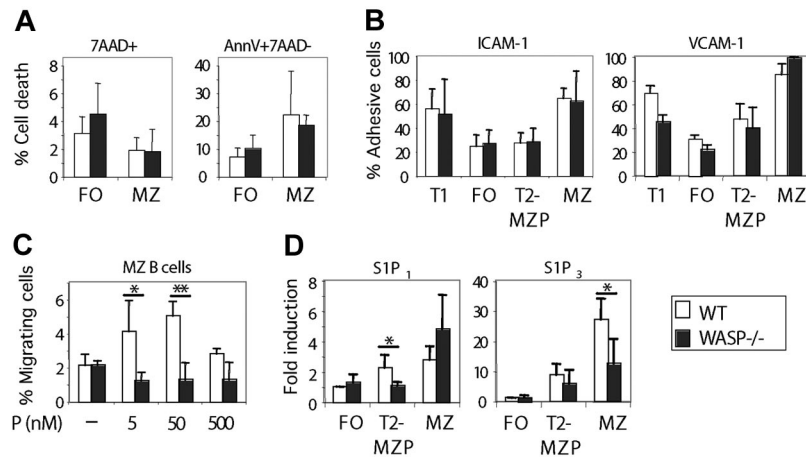 A
7AAD+
AnnV+7AAD-
% Cell death
8
6
4
2
0
FO
MZ
40
30
20
10
0
FO
MZ
B
ICAM-1
VCAM-1
% Adhesive cells
100
80
60
40
20
0
T1
FO
T2-
MZP
MZ
100
80
60
40
20
0
T1
FO
T2-
MZP
MZ
C
MZ B cells
% Migrating cells
6
4
2
0
*
**
P (nM)
–
5
50
500
D
S1P 1
S1P 3
Fold induction
8
6
4
2
0
*
FO
T2-
MZP
MZ
40
30
20
10
0
*
FO
T2-
MZP
MZ
WT
WASP-/-